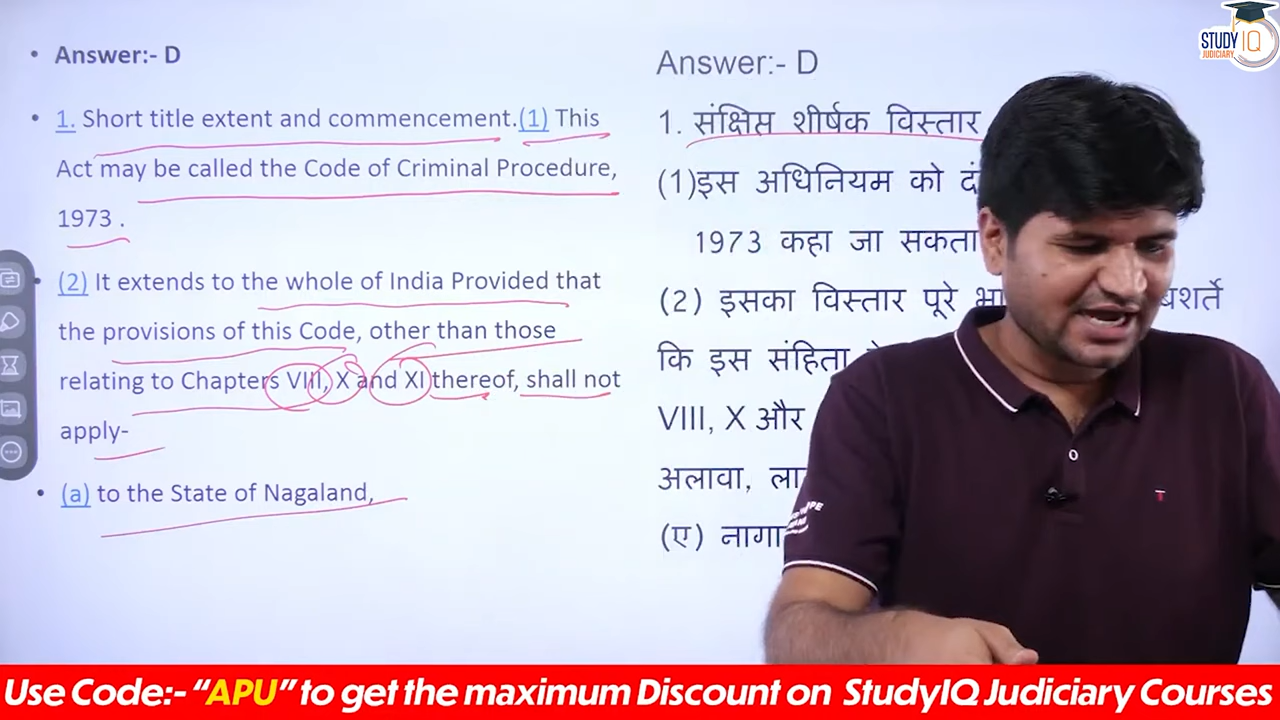 STUDY IQ
JUDICIARY
• Answer:- D
• 1. Short title extent and commencement.(1) This
Act may be called the Code of Criminal Procedure,
1973 .
• (2) It extends to the whole of India Provided that
the provisions of this Code, other than those
relating to Chapters VIII, X and XI thereof, shall not
apply-
• (a) to the State of Nagaland,
Answer:- D
1. संक्षिप्त शीर्षक विस्तार
(1)इस अधिनियम को
1973 कहा जा सकता
(2) इसका विस्तार पूरे
कि इस संहिता
VIII, X और
अलावा,
(ए)
Use Code:- “APU” to get the maximum Discount on StudyIQ Judiciary Courses